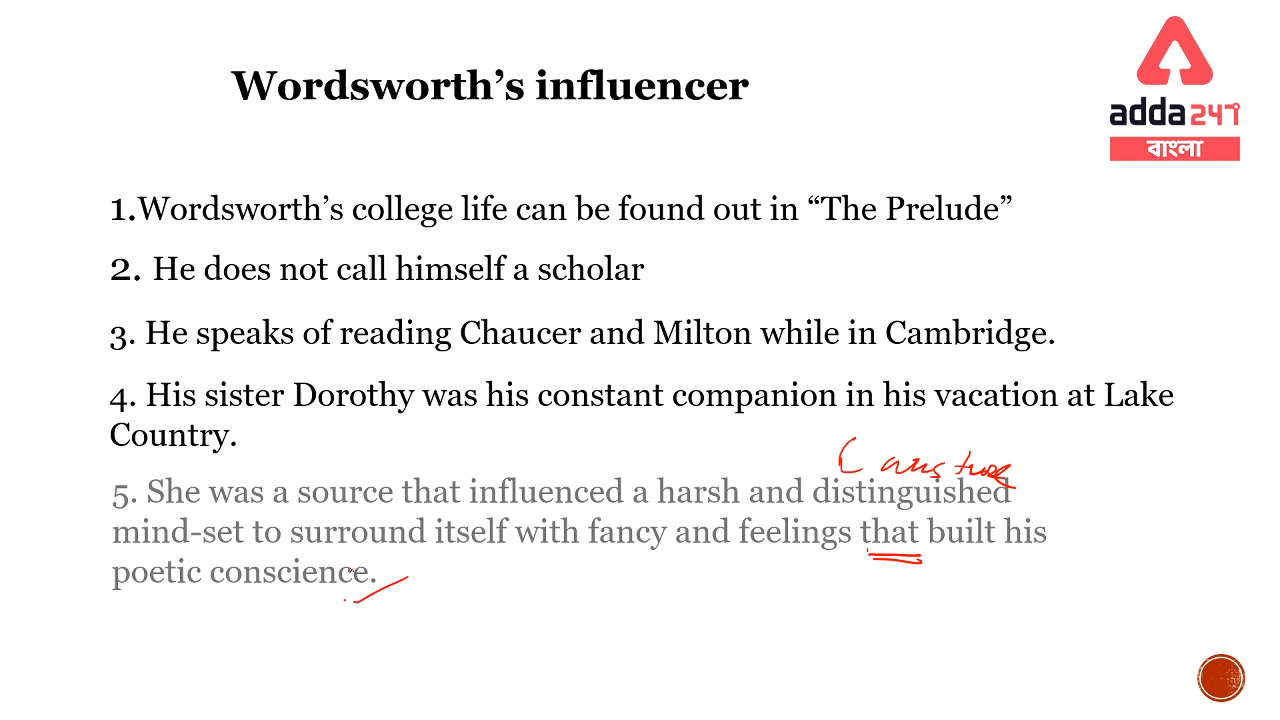 Wordsworth’s influencer
adda247
বাংলা
1.Wordsworth’s college life can be found out in “The Prelude”
2. He does not call himself a scholar
3. He speaks of reading Chaucer and Milton while in Cambridge.
4. His sister Dorothy was his constant companion in his vacation at Lake
Country.
5. She was a source that influenced a harsh and distinguished
mind-set to surround itself with fancy and feelings that built his
poetic conscience.